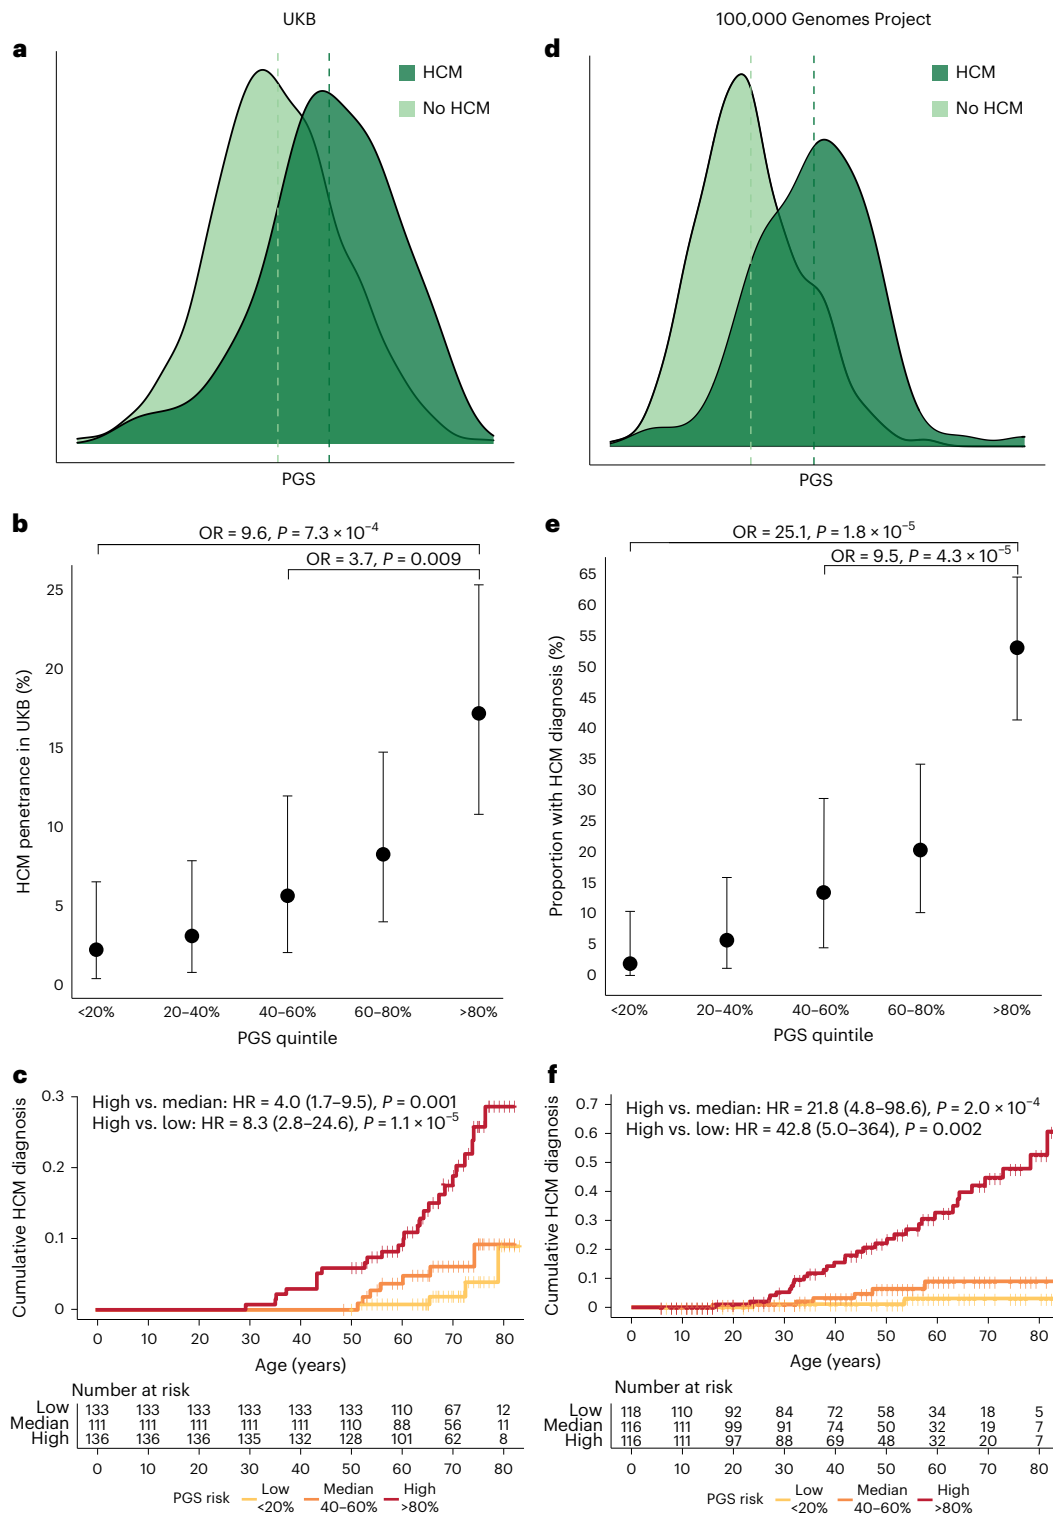 UKB
a
HCM
No HCM
PGS
b
OR = 9.6, P = 7.3 × 10⁻⁴
OR = 3.7, P = 0.009
HCM penetrance in UKB (%)
25
20
15
10
5
0
<20% 20–40% 40–60% 60–80% >80%
PGS quintile
c
High vs. median: HR = 4.0 (1.7–9.5), P = 0.001
High vs. low: HR = 8.3 (2.8–24.6), P = 1.1 × 10⁻⁵
Cumulative HCM diagnosis
0.3
0.2
0.1
0
0 10 20 30 40 50 60 70 80
Age (years)
Number at risk
Low 133 133 133 133 133 133 110 67 12
Median 111 111 111 111 111 110 88 56 11
High 136 136 136 135 132 128 101 62 8
0 10 20 30 40 50 60 70 80
PGS risk Low <20% Median 40–60% High >80%
100,000 Genomes Project
d
HCM
No HCM
PGS
e
OR = 25.1, P = 1.8 × 10⁻⁵
OR = 9.5, P = 4.3 × 10⁻⁵
Proportion with HCM diagnosis (%)
65
60
55
50
45
40
35
30
25
20
15
10
5
0
<20% 20–40% 40–60% 60–80% >80%
PGS quintile
f
High vs. median: HR = 21.8 (4.8–98.6), P = 2.0 × 10⁻⁴
High vs. low: HR = 42.8 (5.0–364), P = 0.002
Cumulative HCM diagnosis
0.7
0.6
0.5
0.4
0.3
0.2
0.1
0
0 10 20 30 40 50 60 70 80
Age (years)
Number at risk
Low 118 110 92 84 72 58 34 18 5
Median 116 111 99 91 74 50 32 19 7
High 116 111 97 88 69 48 32 20 7
0 10 20 30 40 50 60 70 80
PGS risk Low <20% Median 40–60% High >80%